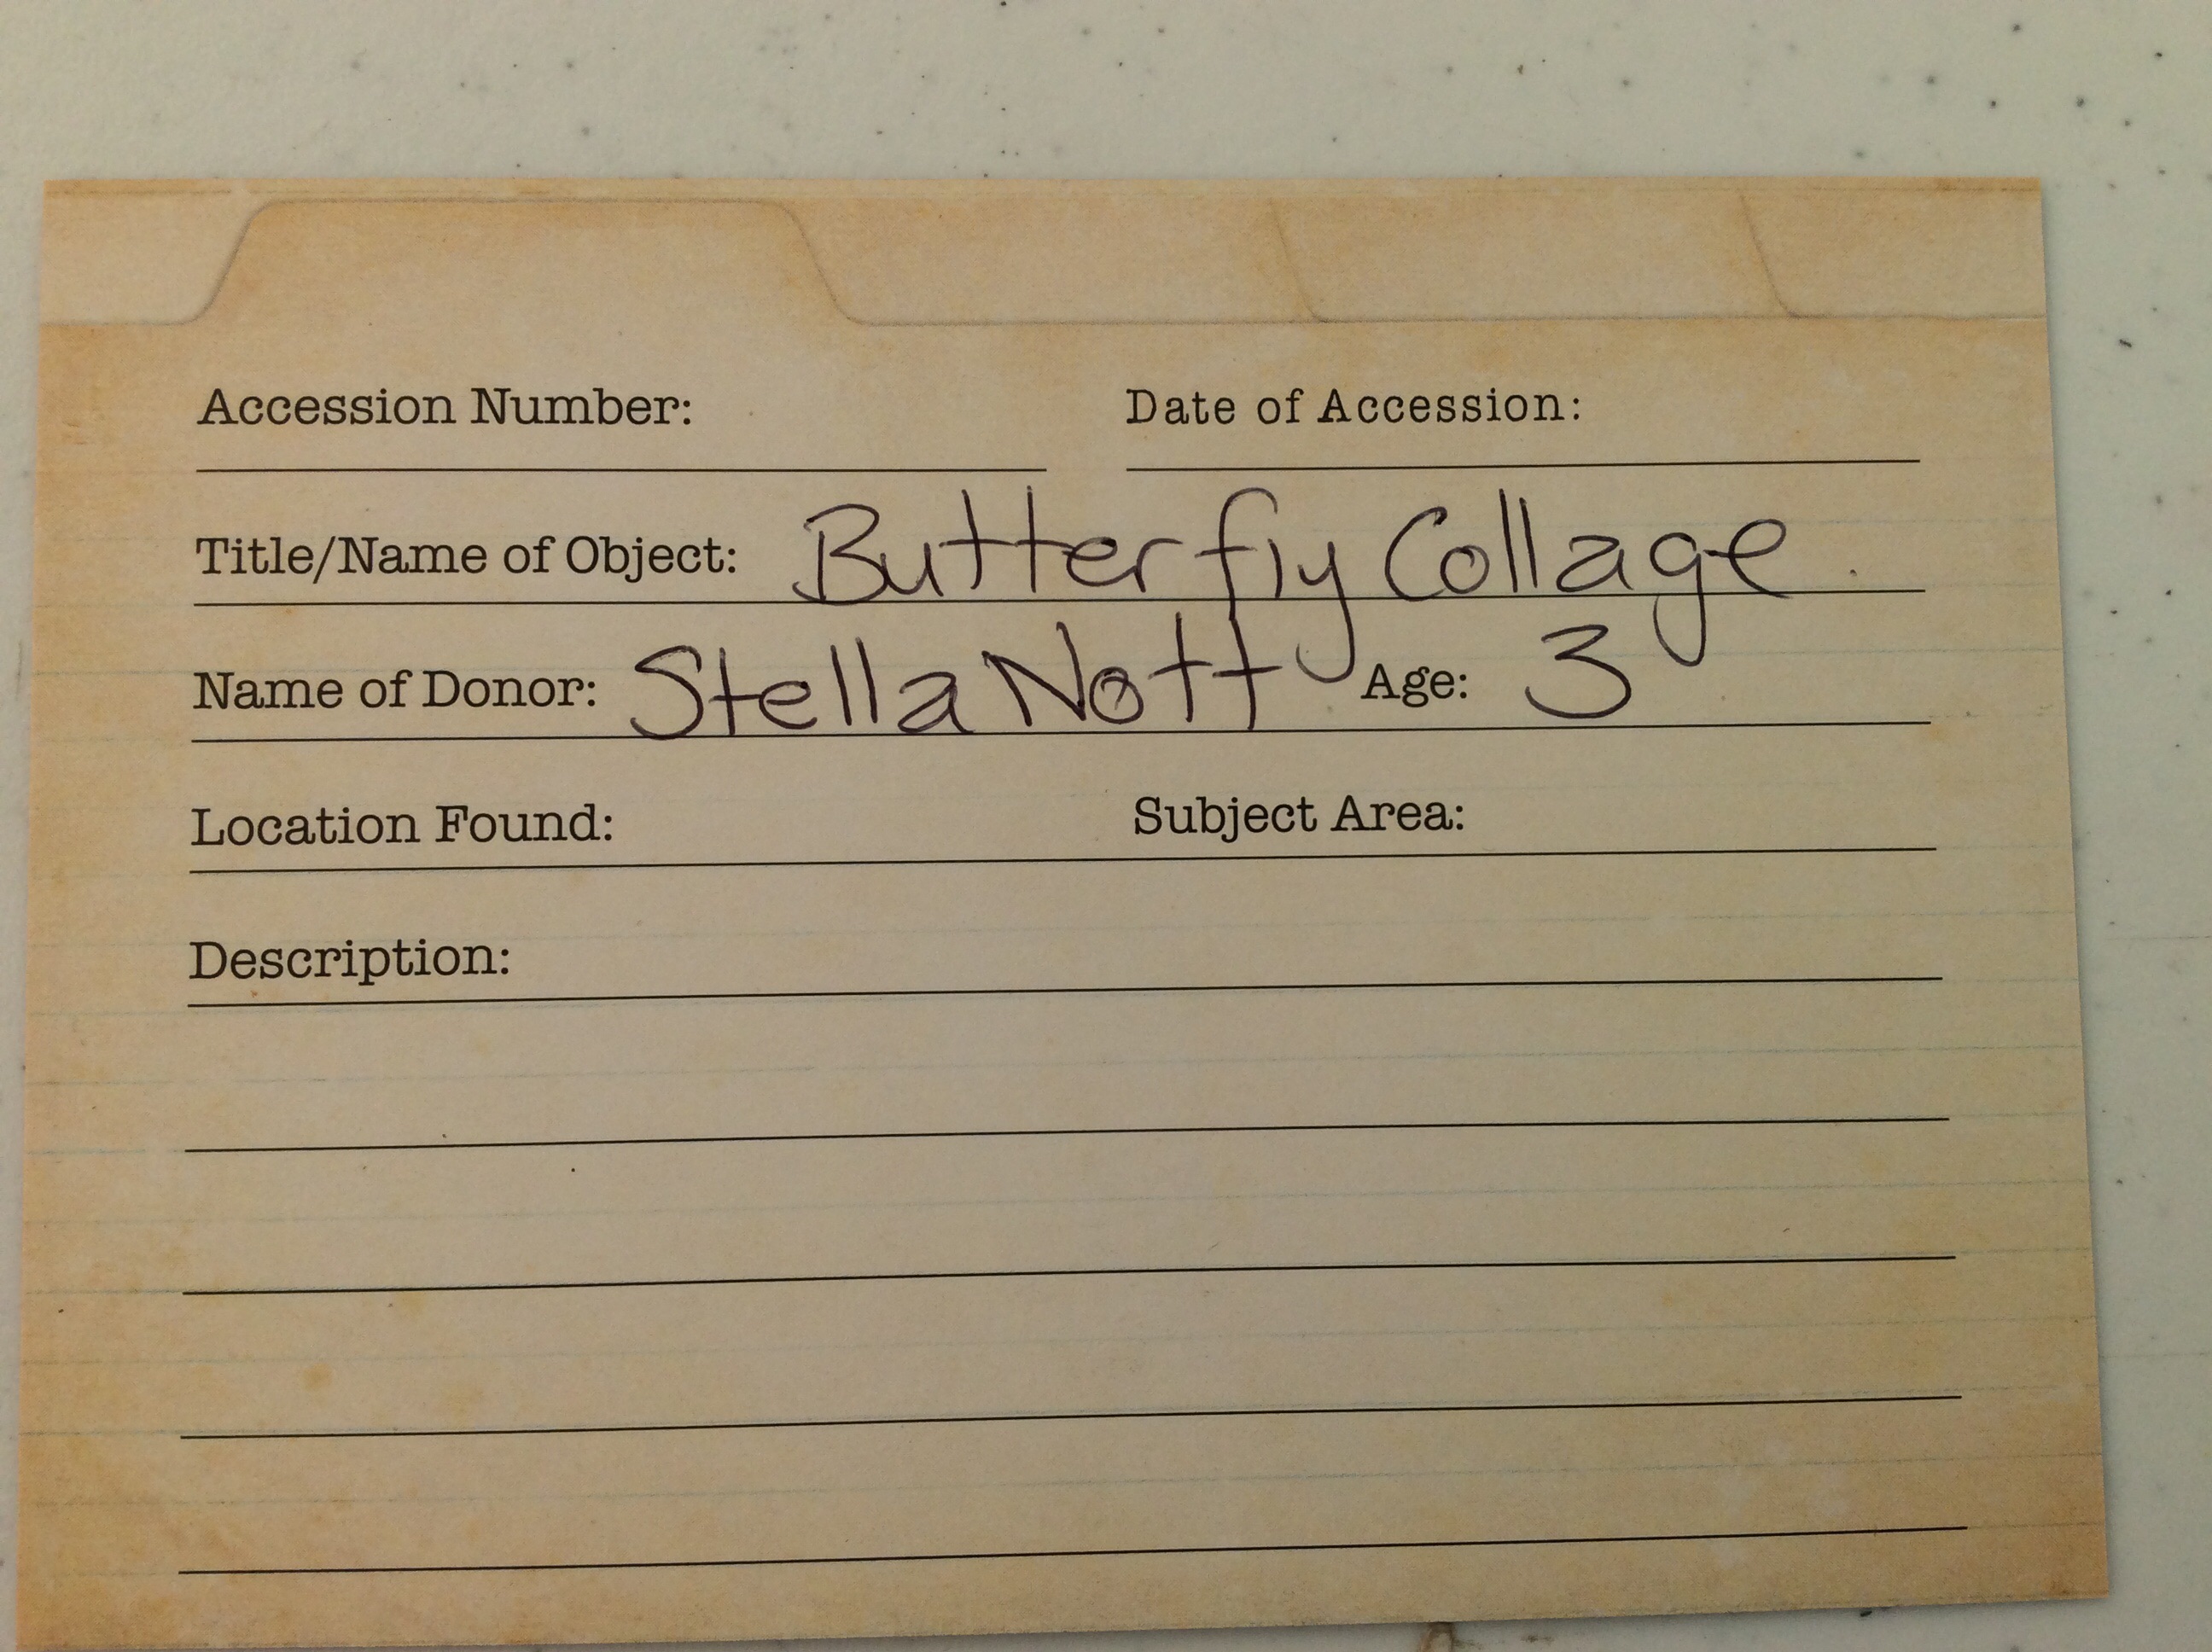 Accession Number: Date of Accession:
Title/Name of Object: Butterfly Collage.
Name of Donor: Stella Nott Age: 3
Location Found: Subject Area:
Description: